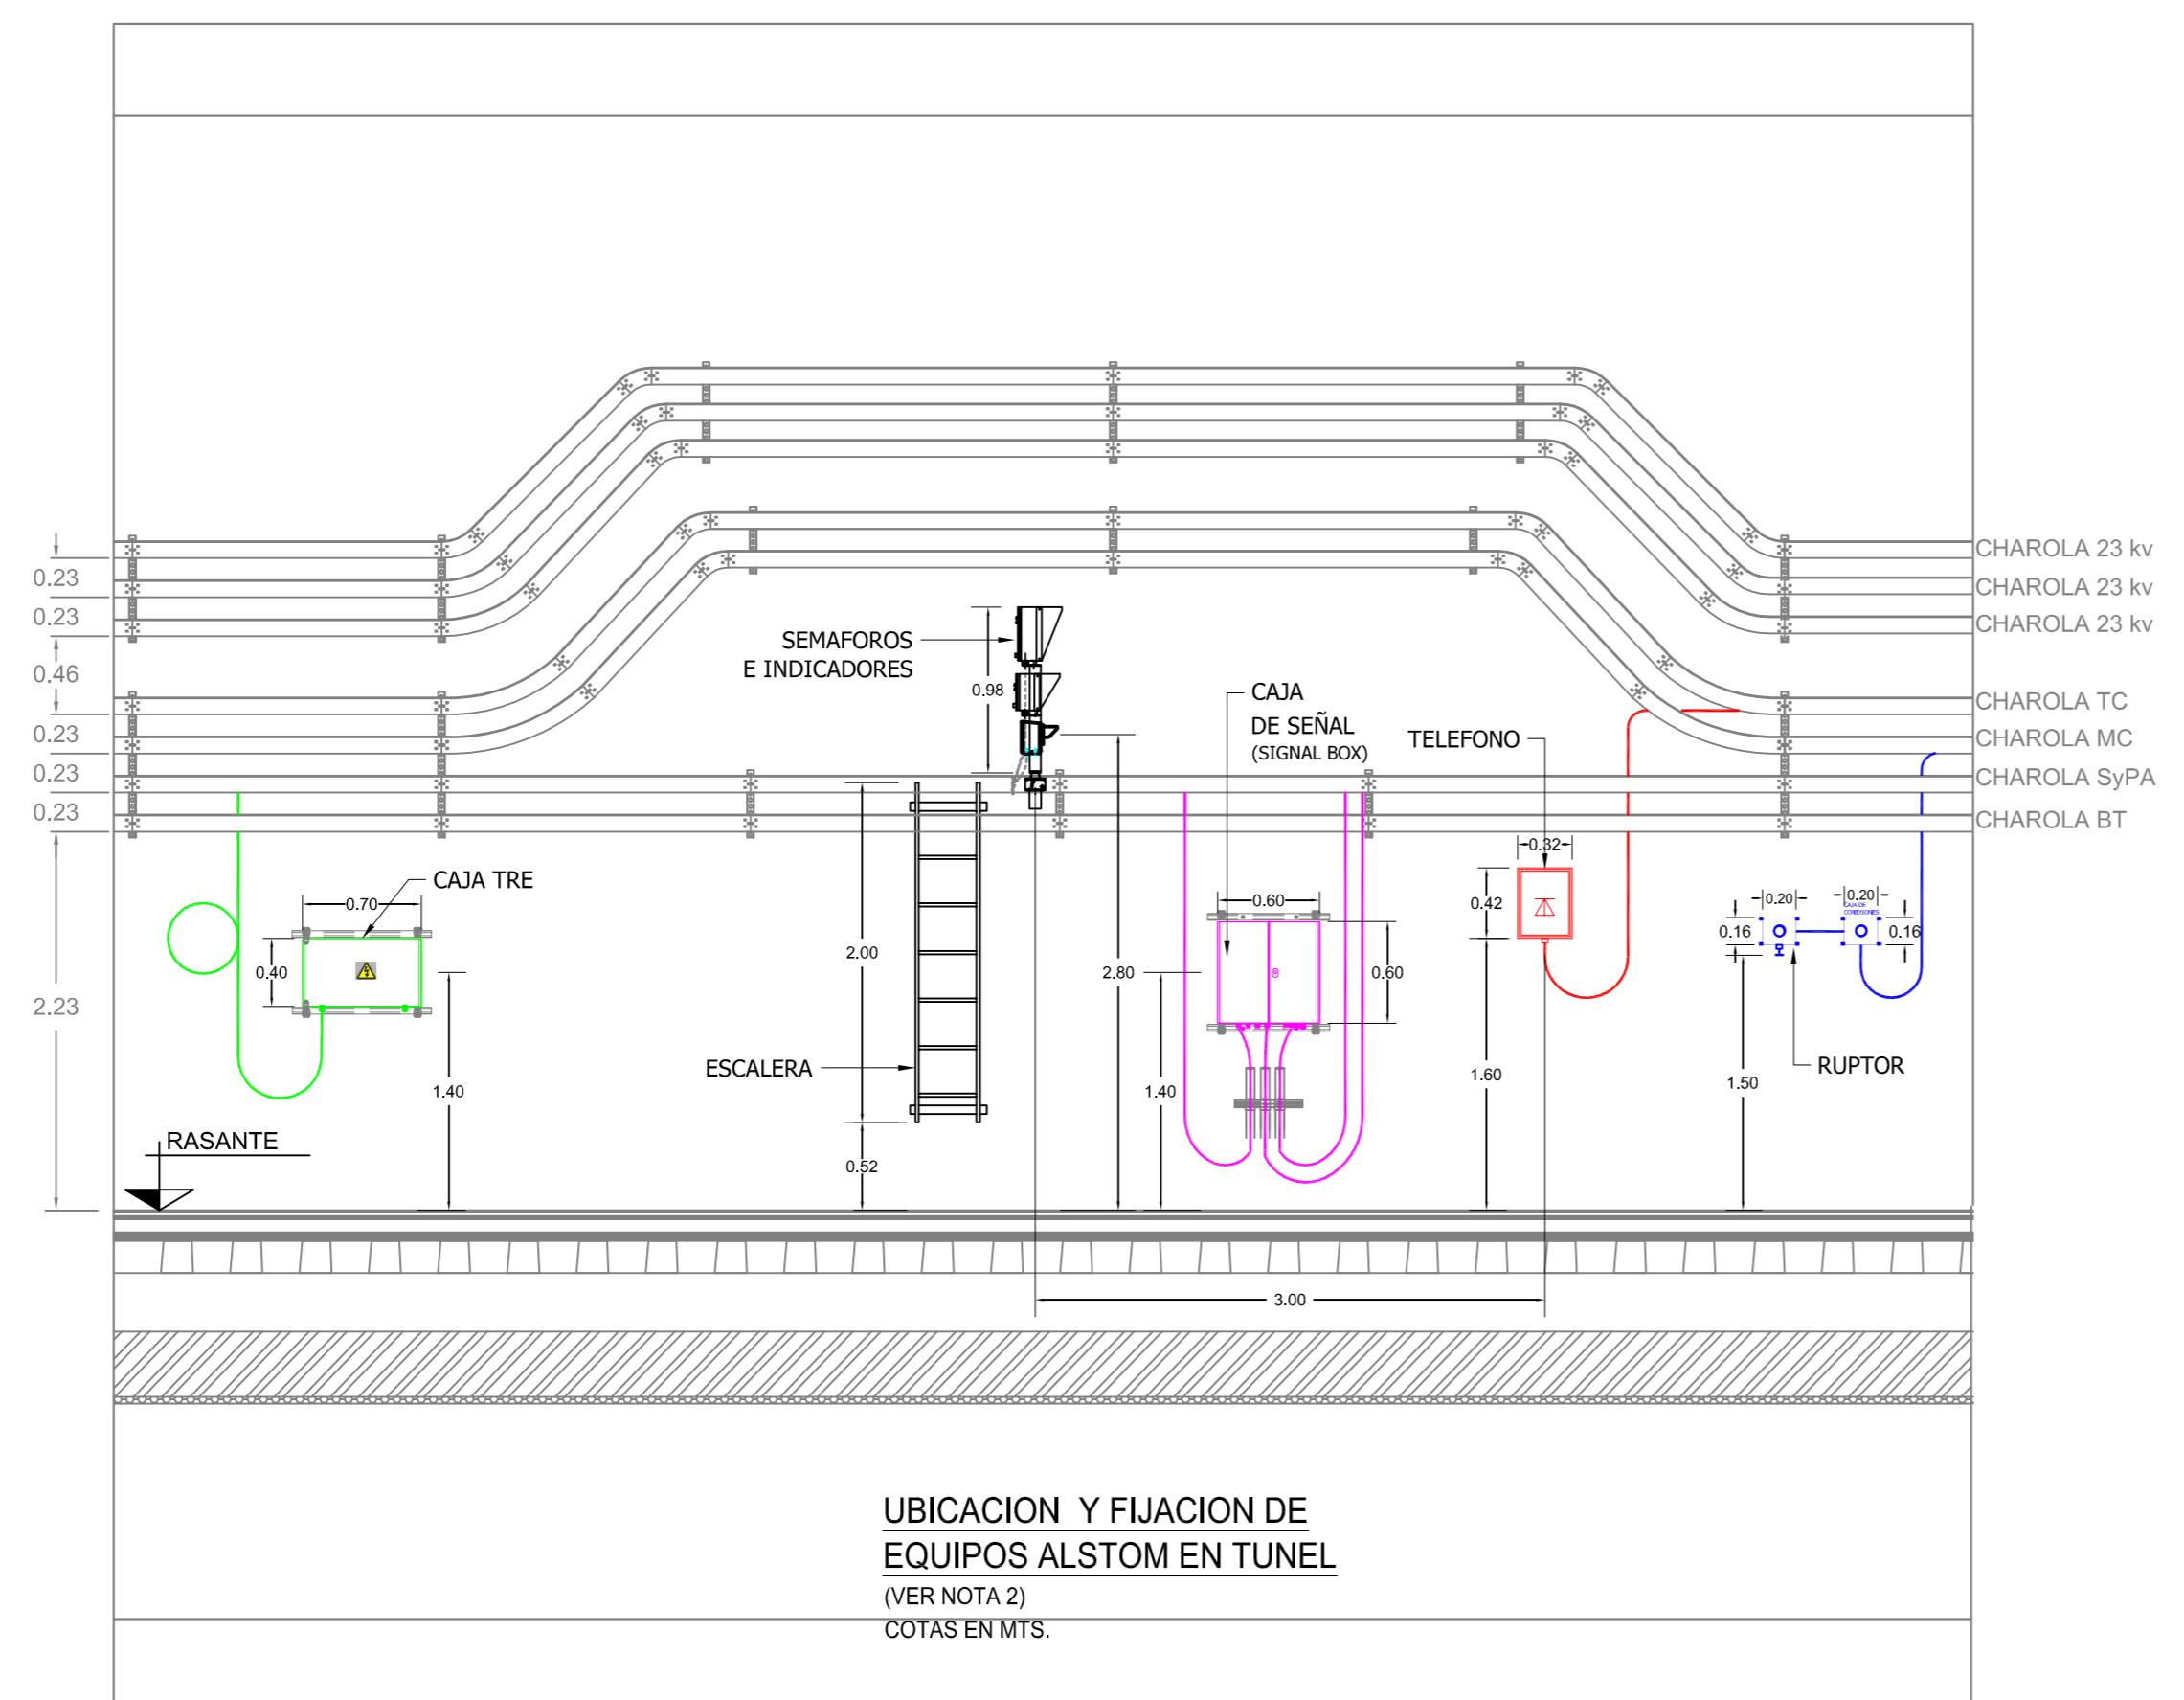 0.23
0.23
0.46
0.23
0.23
0.23
2.23
CHAROLA 23 kv
CHAROLA 23 kv
CHAROLA 23 kv
CHAROLA TC
CHAROLA MC
CHAROLA SyPA
CHAROLA BT
SEMAFOROS
E INDICADORES
0.98
CAJA
DE SEÑAL
(SIGNAL BOX)
TELEFONO
CAJA TRE
0.70
0.40
1.40
2.00
ESCALERA
0.52
2.80
0.60
0.60
1.40
0.32
0.42
1.60
0.20
0.16
0.20
CAJA DE
CONEXIONES
0.16
1.50
RUPTOR
RASANTE
3.00
UBICACION Y FIJACION DE
EQUIPOS ALSTOM EN TUNEL
(VER NOTA 2)
COTAS EN MTS.